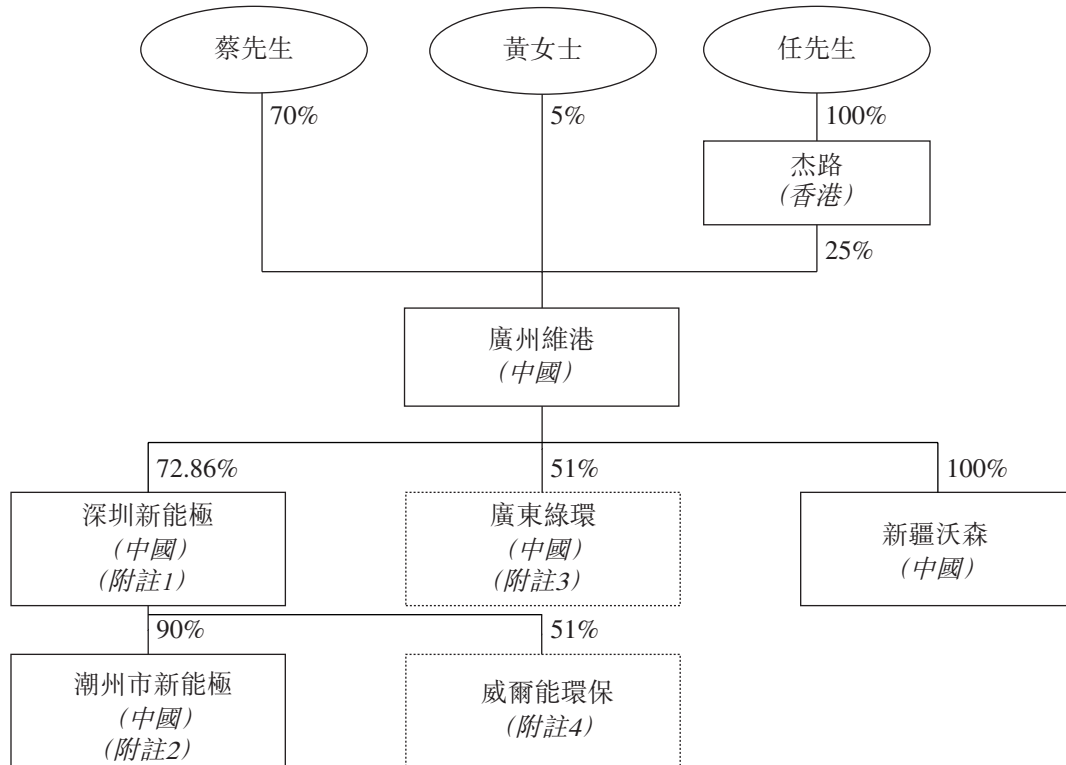 蔡先生
黃女士
任先生
70%
5%
100%
杰路
(香港)
25%
廣州維港
(中國)
72.86%
51%
100%
深圳新能極
(中國)
(附註1)
廣東綠環
(中國)
(附註3)
新疆沃森
(中國)
90%
51%
潮州市新能極
(中國)
(附註2)
威爾能環保
(附註4)